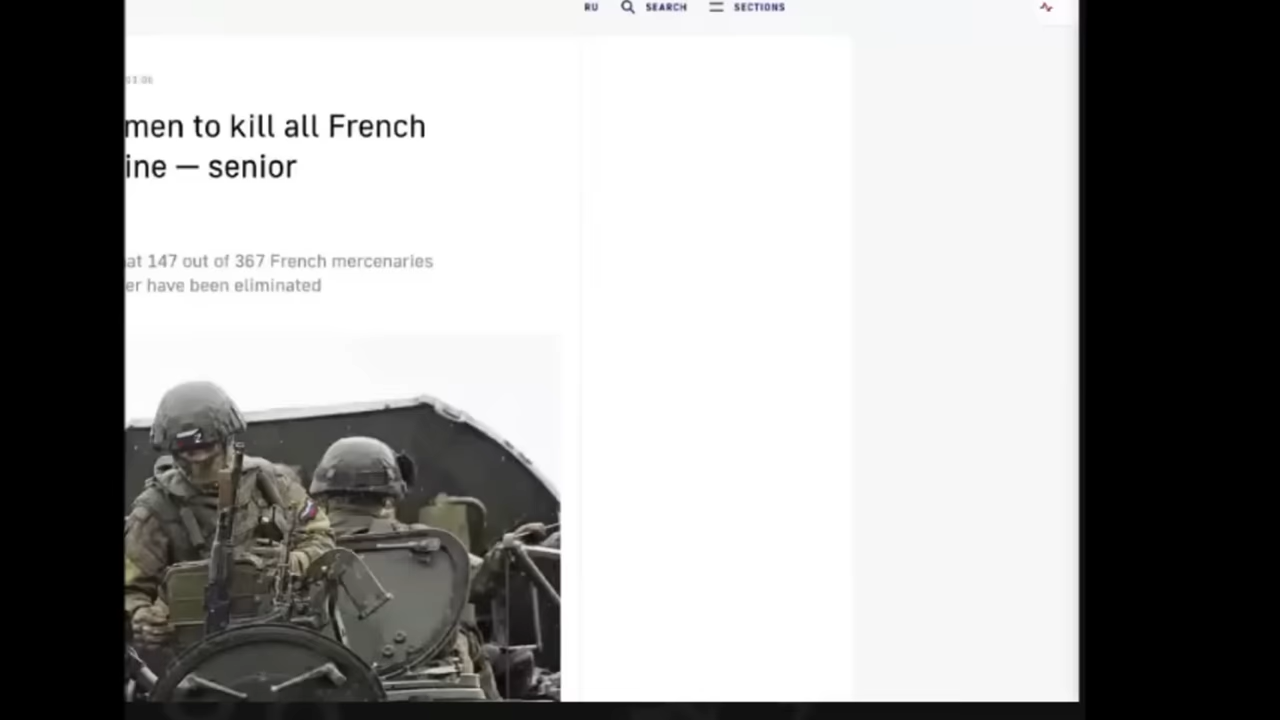 RU SEARCH SECTIONS
men to kill all French
ine — senior
at 147 out of 367 French mercenaries
er have been eliminated